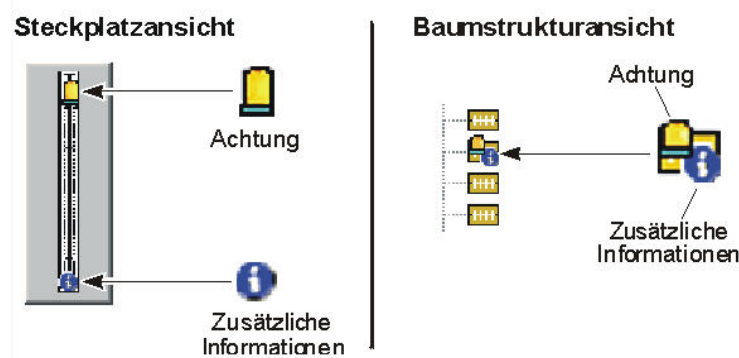 Steckplatzansicht
Achtung
Zusätzliche
Informationen
Baumstrukturansicht
Achtung
Zusätzliche
Informationen